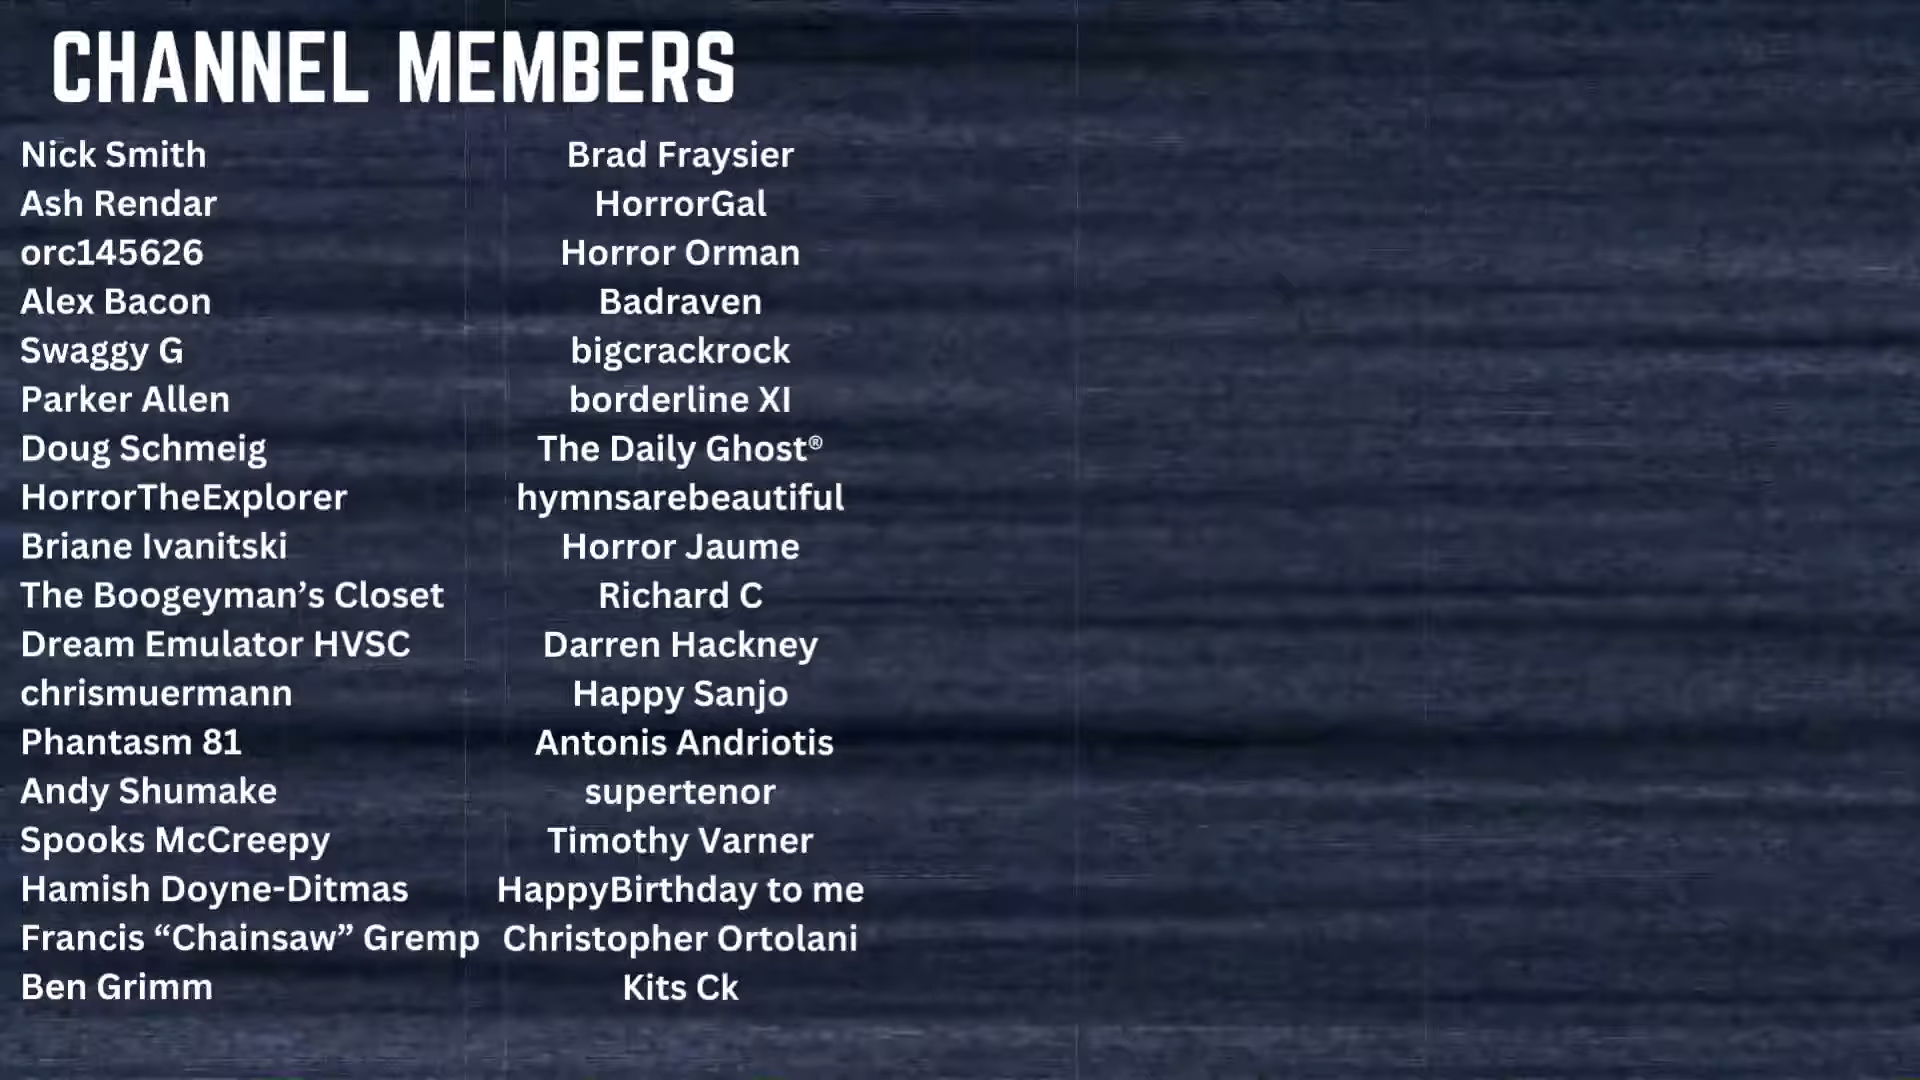 CHANNEL MEMBERS
Nick Smith
Ash Rendar
orc145626
Alex Bacon
Swaggy G
Parker Allen
Doug Schmeig
HorrorTheExplorer
Briane Ivanitski
The Boogeyman’s Closet
Dream Emulator HVSC
chrismuermann
Phantasm 81
Andy Shumake
Spooks McCreepy
Hamish Doyne-Ditmas
Francis “Chainsaw” Gremp
Ben Grimm
Brad Fraysier
HorrorGal
Horror Orman
Badraven
bigcrackrock
borderline XI
The Daily Ghost®
hymnsarebeautiful
Horror Jaume
Richard C
Darren Hackney
Happy Sanjo
Antonis Andriotis
supertenor
Timothy Varner
HappyBirthday to me
Christopher Ortolani
Kits Ck